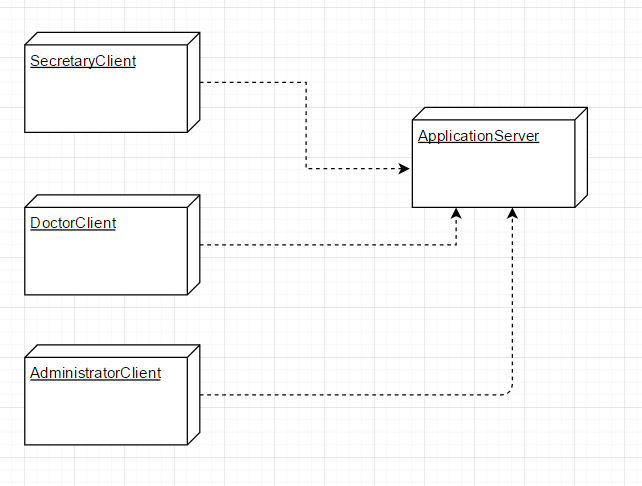 SecretaryClient
ApplicationServer
DoctorClient
AdministratorClient